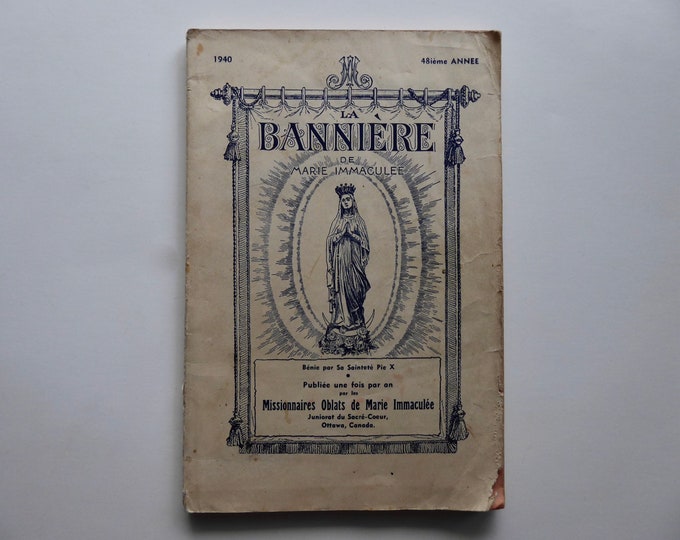 1940
48ième ANNEE
LA
BANNIÈRE
DE
MARIE IMMACULEE
Bénie par Sa Sainteté Pie X
Publiée une fois par an
par les
Missionnaires Oblats de Marie Immaculée
Juniorat du Sacré-Coeur,
Ottawa, Canada.